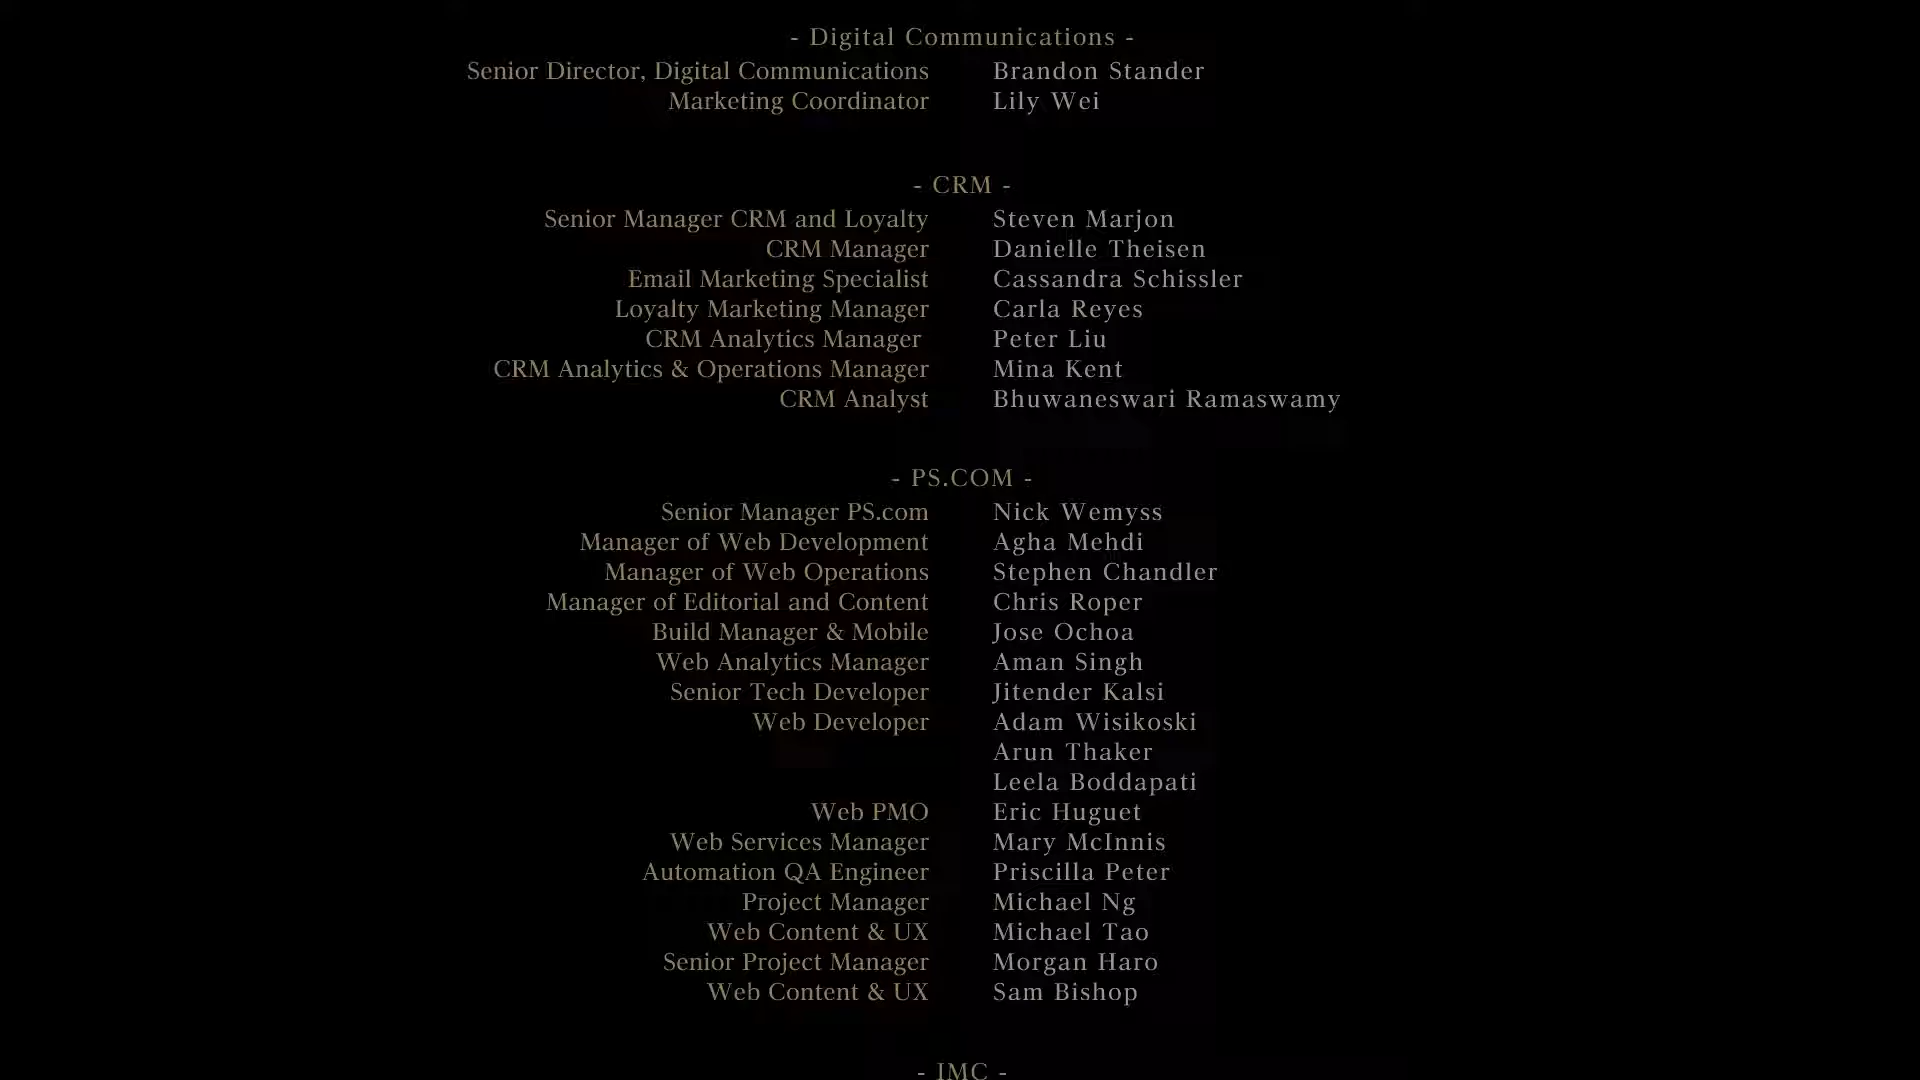 - Digital Communications -
Senior Director, Digital Communications Brandon Stander
Marketing Coordinator Lily Wei
- CRM -
Senior Manager CRM and Loyalty Steven Marjon
CRM Manager Danielle Theisen
Email Marketing Specialist Cassandra Schissler
Loyalty Marketing Manager Carla Reyes
CRM Analytics Manager Peter Liu
CRM Analytics & Operations Manager Mina Kent
CRM Analyst Bhuwaneswari Ramaswamy
- PS.COM -
Senior Manager PS.com Nick Wemyss
Manager of Web Development Agha Mehdi
Manager of Web Operations Stephen Chandler
Manager of Editorial and Content Chris Roper
Build Manager & Mobile Jose Ochoa
Web Analytics Manager Aman Singh
Senior Tech Developer Jitender Kalsi
Web Developer Adam Wisikoski
Arun Thaker
Leela Boddapati
Web PMO Eric Huguet
Web Services Manager Mary McInnis
Automation QA Engineer Priscilla Peter
Project Manager Michael Ng
Web Content & UX Michael Tao
Senior Project Manager Morgan Haro
Web Content & UX Sam Bishop
- IMC -